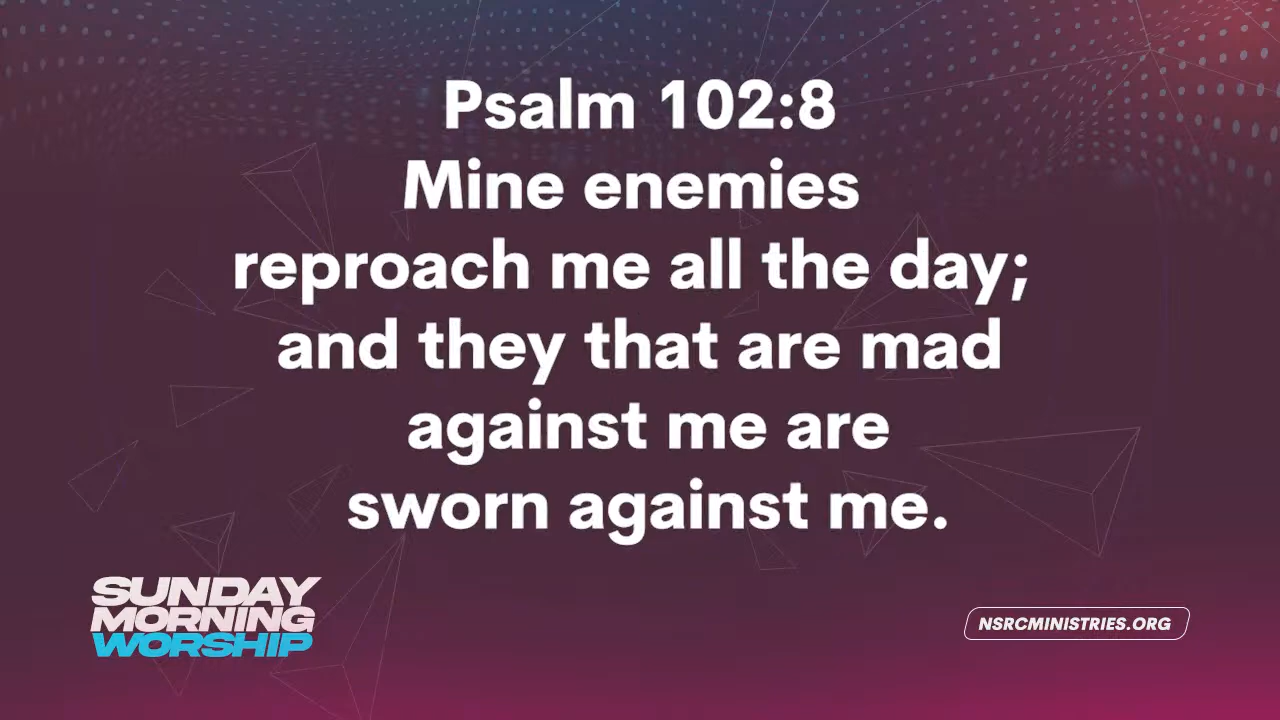 Psalm 102:8
Mine enemies
reproach me all the day;
and they that are mad
against me are
sworn against me.
SUNDAY
MORNING
WORSHIP
NSRCMINISTRIES.ORG